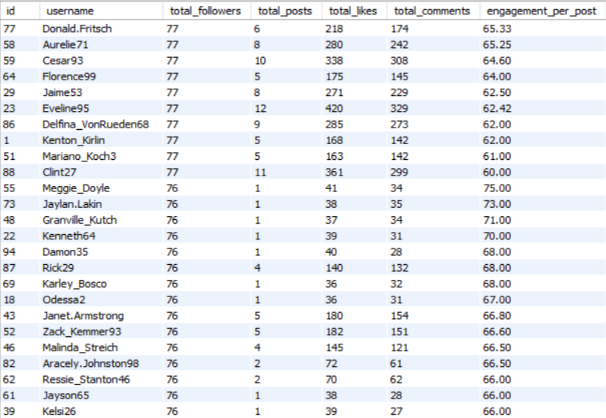 id username total_followers total_posts total_likes total_comments engagement_per_post
77 Donald.Fritsch 77 6 218 174 65.33
58 Aurelie71 77 8 280 242 65.25
59 Cesar93 77 10 338 308 64.60
64 Florence99 77 5 175 145 64.00
29 Jaime53 77 8 271 229 62.50
23 Eveline95 77 12 420 329 62.42
86 Delfina_VonRueden68 77 9 285 273 62.00
1 Kenton_Kirlin 77 5 168 142 62.00
51 Mariano_Koch3 77 5 163 142 61.00
88 Clint27 77 11 361 299 60.00
55 Meggie_Doyle 76 1 41 34 75.00
73 Jaylan.Lakin 76 1 38 35 73.00
48 Granville_Kutch 76 1 37 34 71.00
22 Kenneth64 76 1 39 31 70.00
94 Damon35 76 1 40 28 68.00
87 Rick29 76 4 140 132 68.00
69 Karley_Bosco 76 1 36 32 68.00
18 Odessa2 76 1 36 31 67.00
43 Janet.Armstrong 76 5 180 154 66.80
52 Zack_Kemmer93 76 5 182 151 66.60
46 Malinda_Streich 76 4 145 121 66.50
82 Aracely.Johnston98 76 2 72 61 66.50
62 Ressie_Stanton46 76 2 70 62 66.00
61 Jayson65 76 1 38 28 66.00
39 Kelsi26 76 1 39 27 66.00